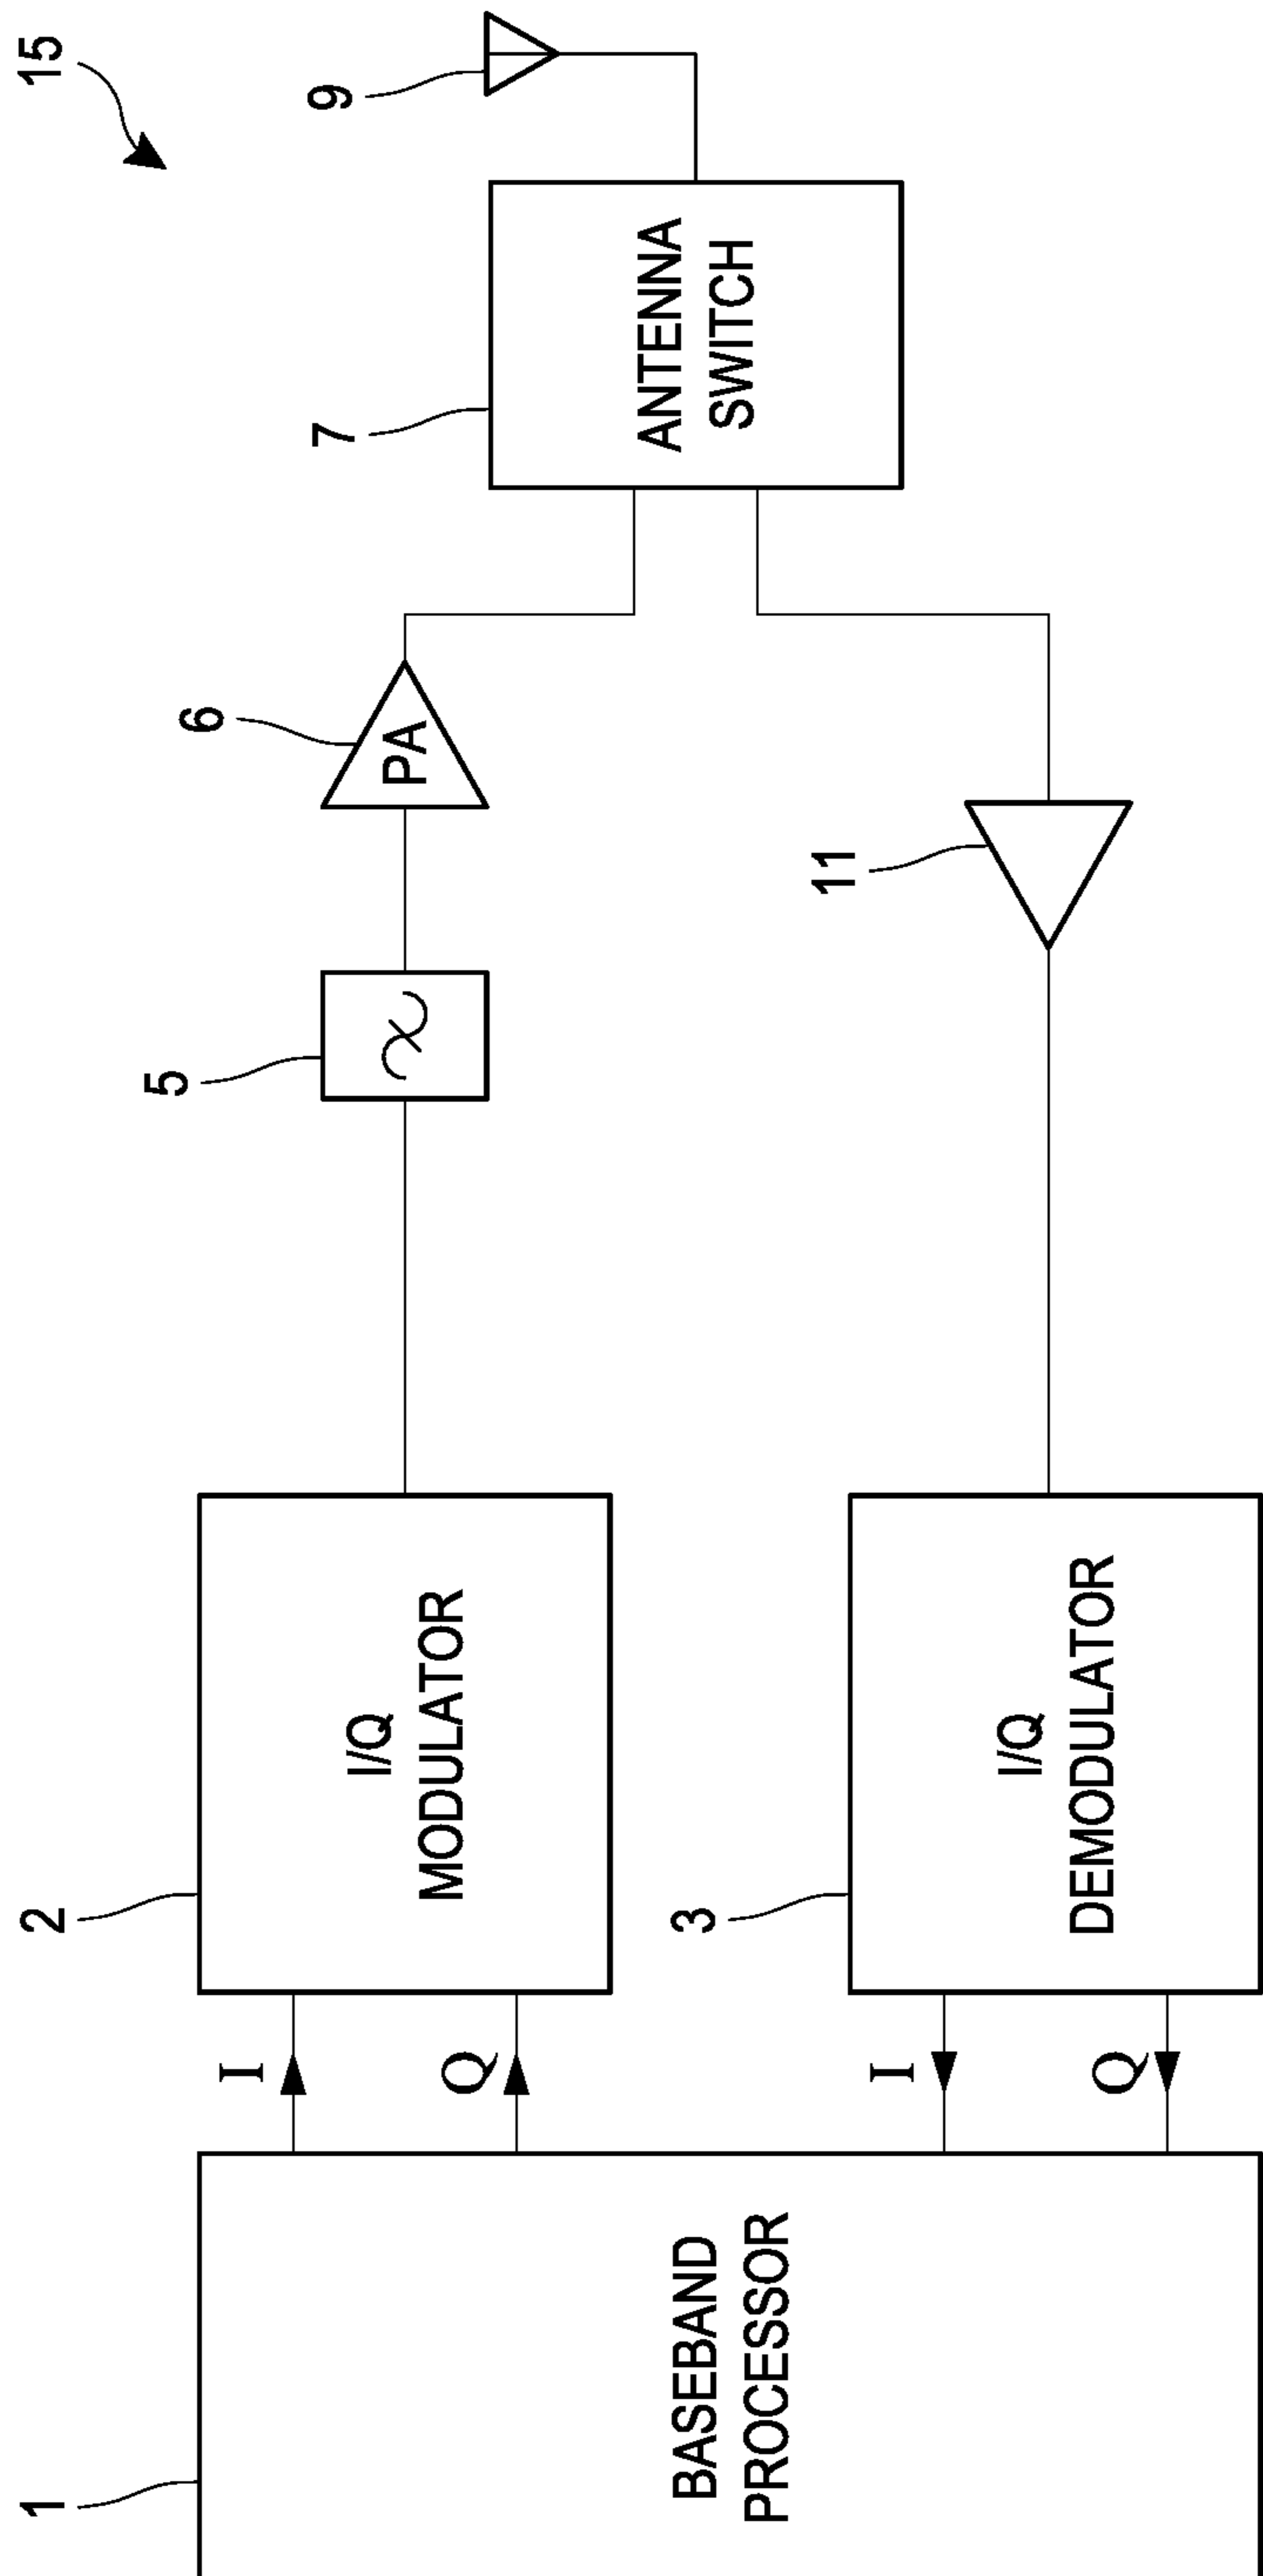 15
9
6
7
5
PA
ANTENNA
SWITCH
11
2
I
I/Q
MODULATOR
Q
1
3
BASEBAND
PROCESSOR
I
I/Q
DEMODULATOR
Q